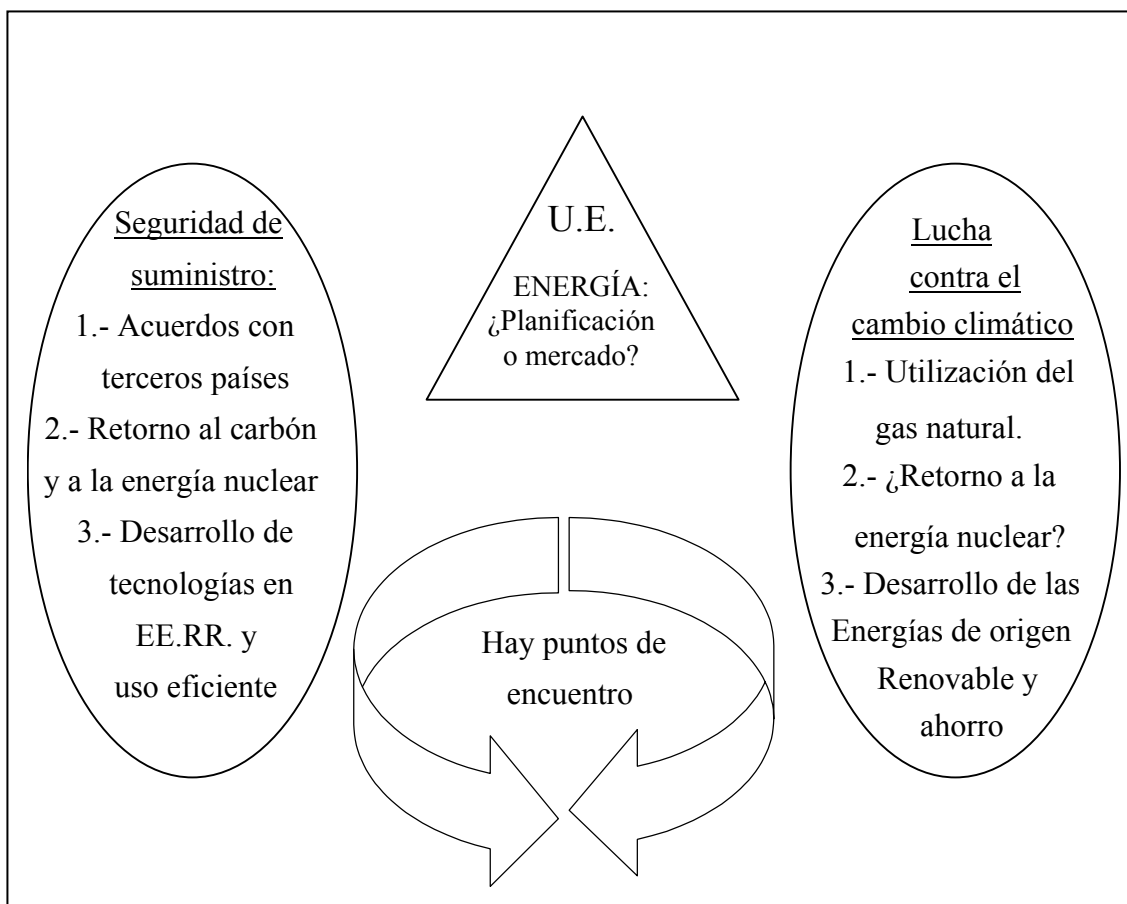 Seguridad de
suministro:
1.- Acuerdos con
terceros países
2.- Retorno al carbón
y a la energía nuclear
3.- Desarrollo de
tecnologías en
EE.RR. y
uso eficiente
U.E.
ENERGÍA:
¿Planificación
o mercado?
Hay puntos de
encuentro
Lucha
contra el
cambio climático
1.- Utilización del
gas natural.
2.- ¿Retorno a la
energía nuclear?
3.- Desarrollo de las
Energías de origen
Renovable y
ahorro